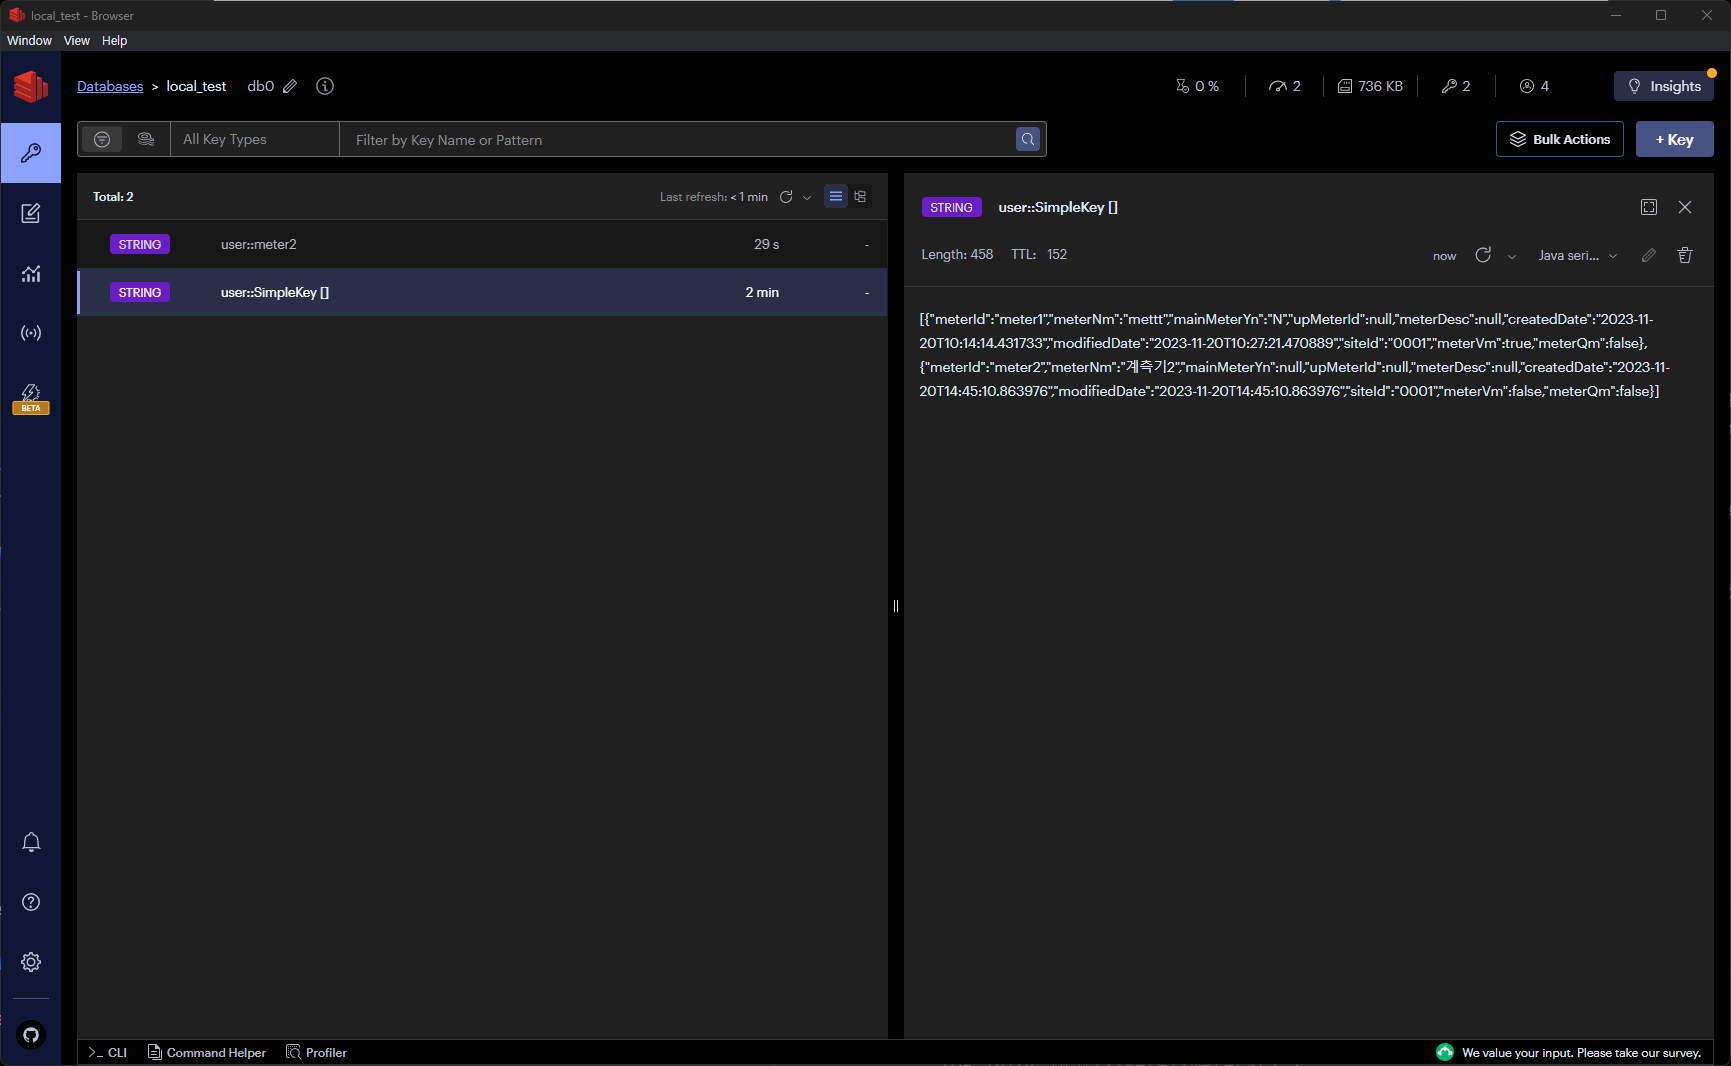 local_test - Browser
Window View Help
Databases > local_test db0
0 % 2 736 KB 2 4 Insights
All Key Types Filter by Key Name or Pattern Bulk Actions + Key
Total: 2 Last refresh: < 1 min
STRING user::meter2 29 s -
STRING user::SimpleKey [] 2 min -
STRING user::SimpleKey []
Length: 458 TTL: 152 now Java seri...
[{"meterId":"meter1","meterNm":"mettt","mainMeterYn":"N","upMeterId":null,"meterDesc":null,"createdDate":"2023-11-
20T10:14:14.431733","modifiedDate":"2023-11-20T10:27:21.470889","siteId":"0001","meterVm":true,"meterQm":false},
{"meterId":"meter2","meterNm":"계측기2","mainMeterYn":null,"upMeterId":null,"meterDesc":null,"createdDate":"2023-11-
20T14:45:10.863976","modifiedDate":"2023-11-20T14:45:10.863976","siteId":"0001","meterVm":false,"meterQm":false}]
BETA
>_ CLI Command Helper Profiler
We value your input. Please take our survey.